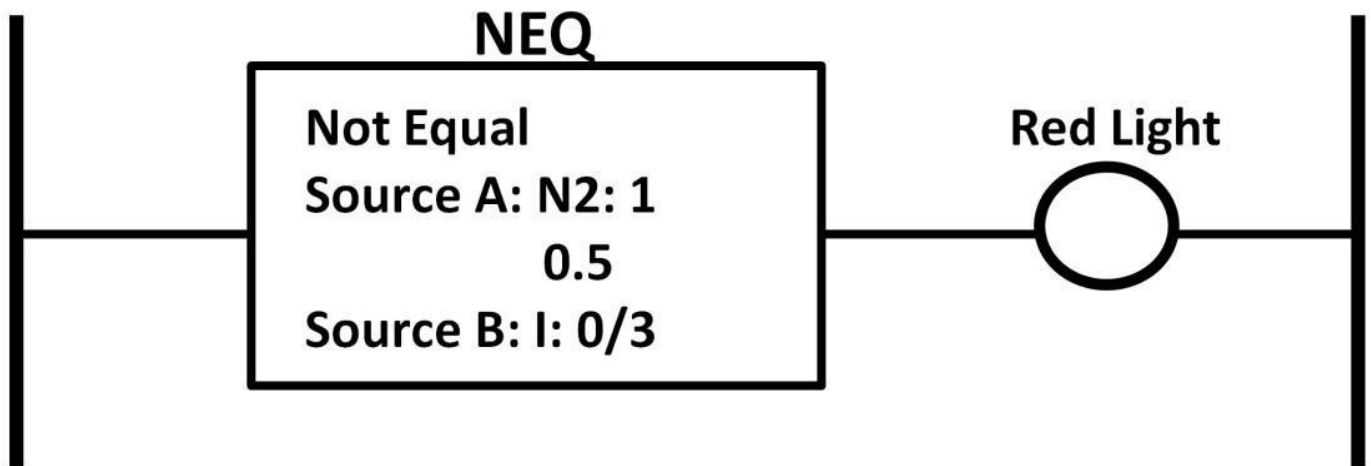 NEQ
Not Equal
Source A: N2: 1
0.5
Source B: I: 0/3
Red Light